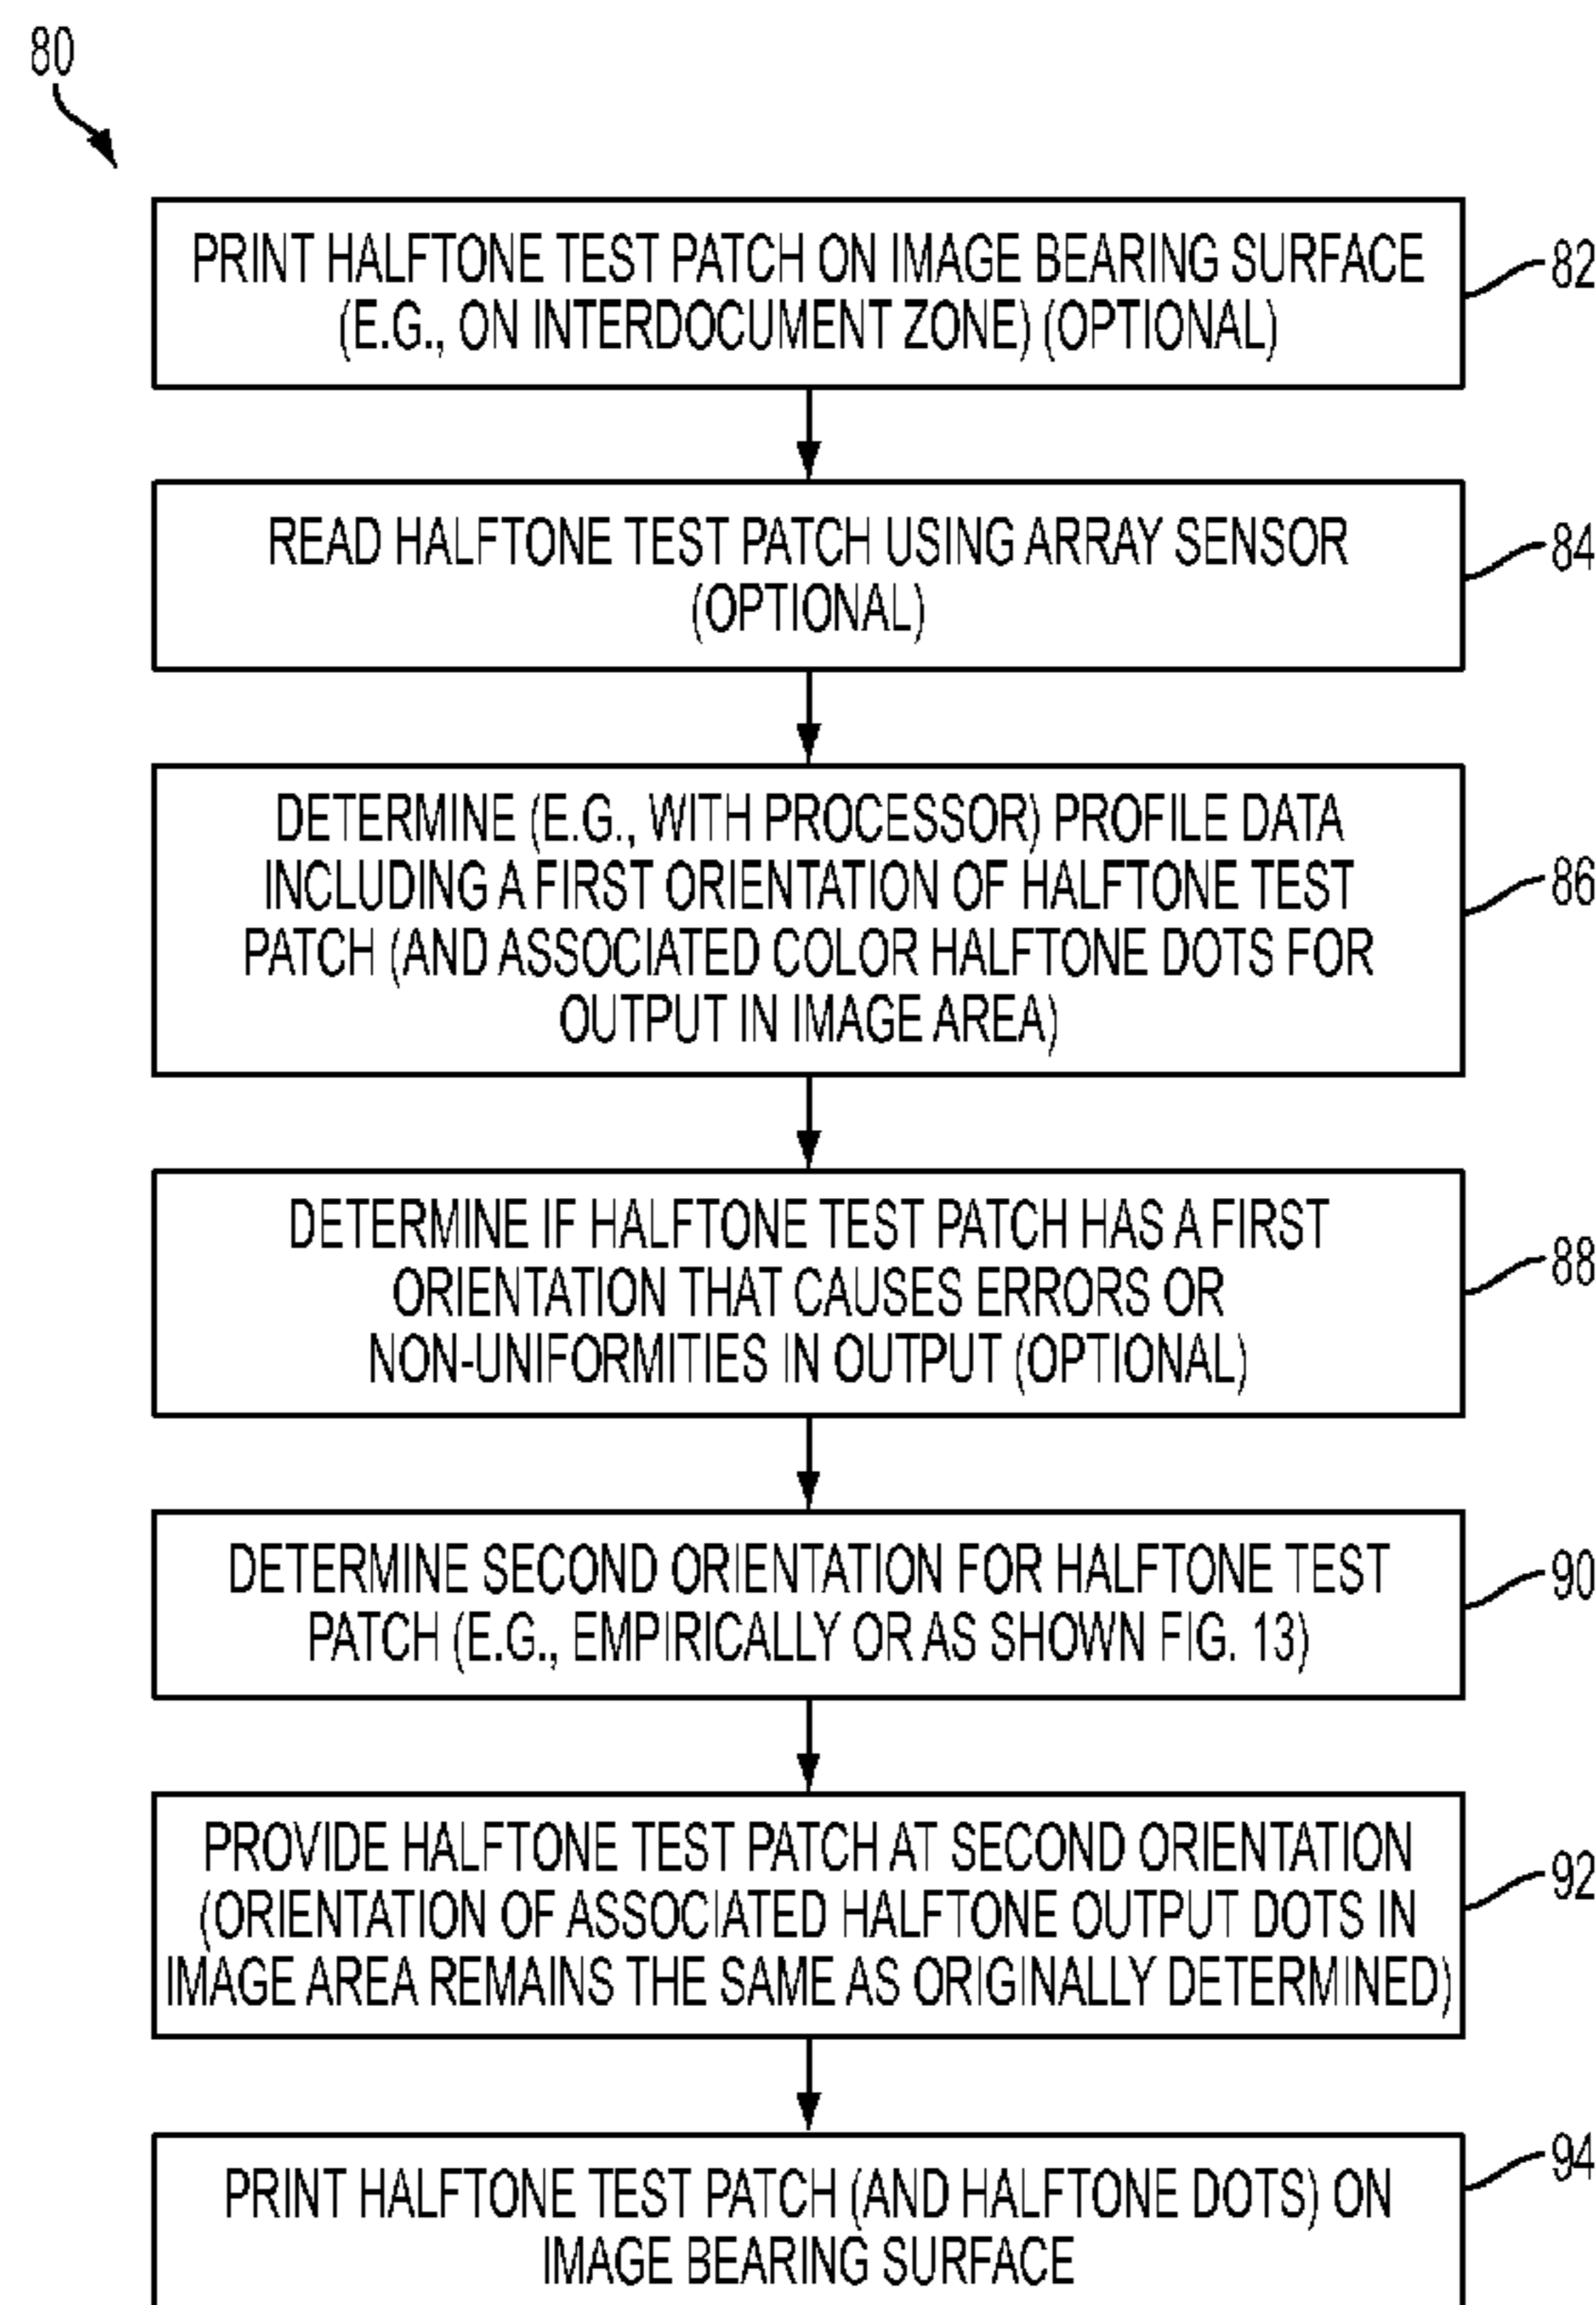 80
PRINT HALFTONE TEST PATCH ON IMAGE BEARING SURFACE
(E.G., ON INTERDOCUMENT ZONE) (OPTIONAL)
82
READ HALFTONE TEST PATCH USING ARRAY SENSOR
(OPTIONAL)
84
DETERMINE (E.G., WITH PROCESSOR) PROFILE DATA
INCLUDING A FIRST ORIENTATION OF HALFTONE TEST
PATCH (AND ASSOCIATED COLOR HALFTONE DOTS FOR
OUTPUT IN IMAGE AREA)
86
DETERMINE IF HALFTONE TEST PATCH HAS A FIRST
ORIENTATION THAT CAUSES ERRORS OR
NON-UNIFORMITIES IN OUTPUT (OPTIONAL)
88
DETERMINE SECOND ORIENTATION FOR HALFTONE TEST
PATCH (E.G., EMPIRICALLY OR AS SHOWN FIG. 13)
90
PROVIDE HALFTONE TEST PATCH AT SECOND ORIENTATION
(ORIENTATION OF ASSOCIATED HALFTONE OUTPUT DOTS IN
IMAGE AREA REMAINS THE SAME AS ORIGINALLY DETERMINED)
92
PRINT HALFTONE TEST PATCH (AND HALFTONE DOTS) ON
IMAGE BEARING SURFACE
94